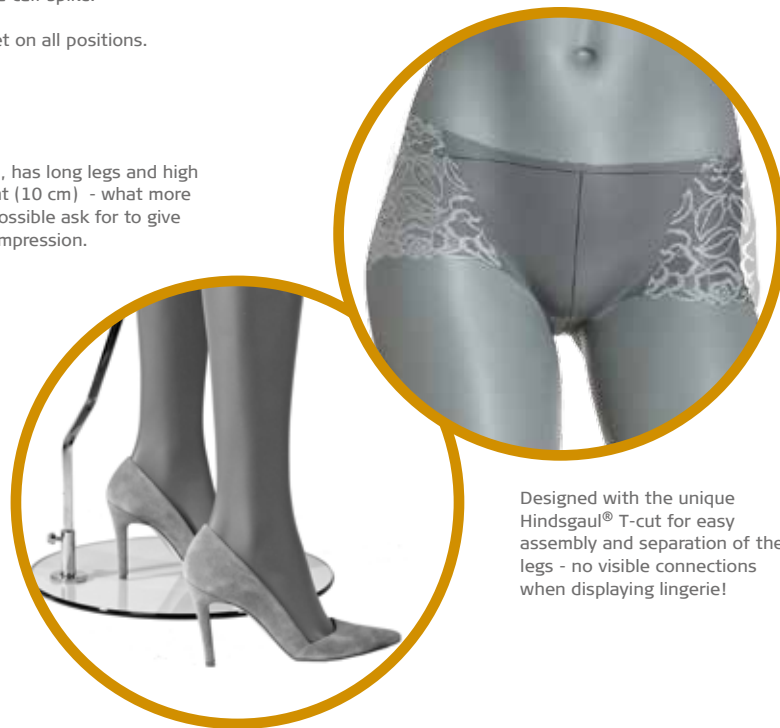 can spike.
et on all positions.
, has long legs and high
t (10 cm) - what more
ossible ask for to give
mpression.
Designed with the unique
Hindsgaul® T-cut for easy
assembly and separation of the
legs - no visible connections
when displaying lingerie!